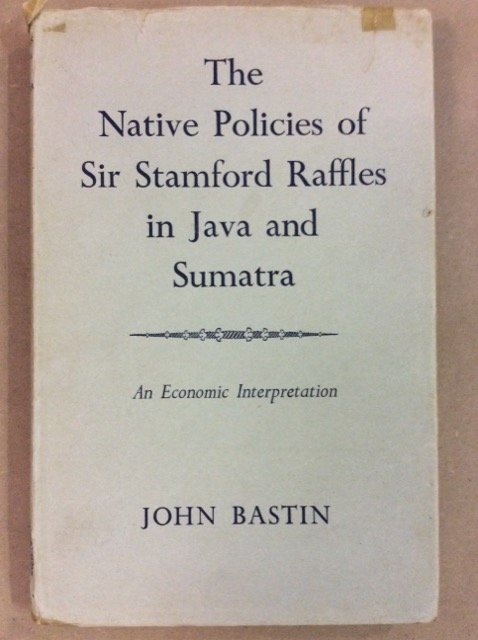 The
Native Policies of
Sir Stamford Raffles
in Java and
Sumatra
An Economic Interpretation
JOHN BASTIN